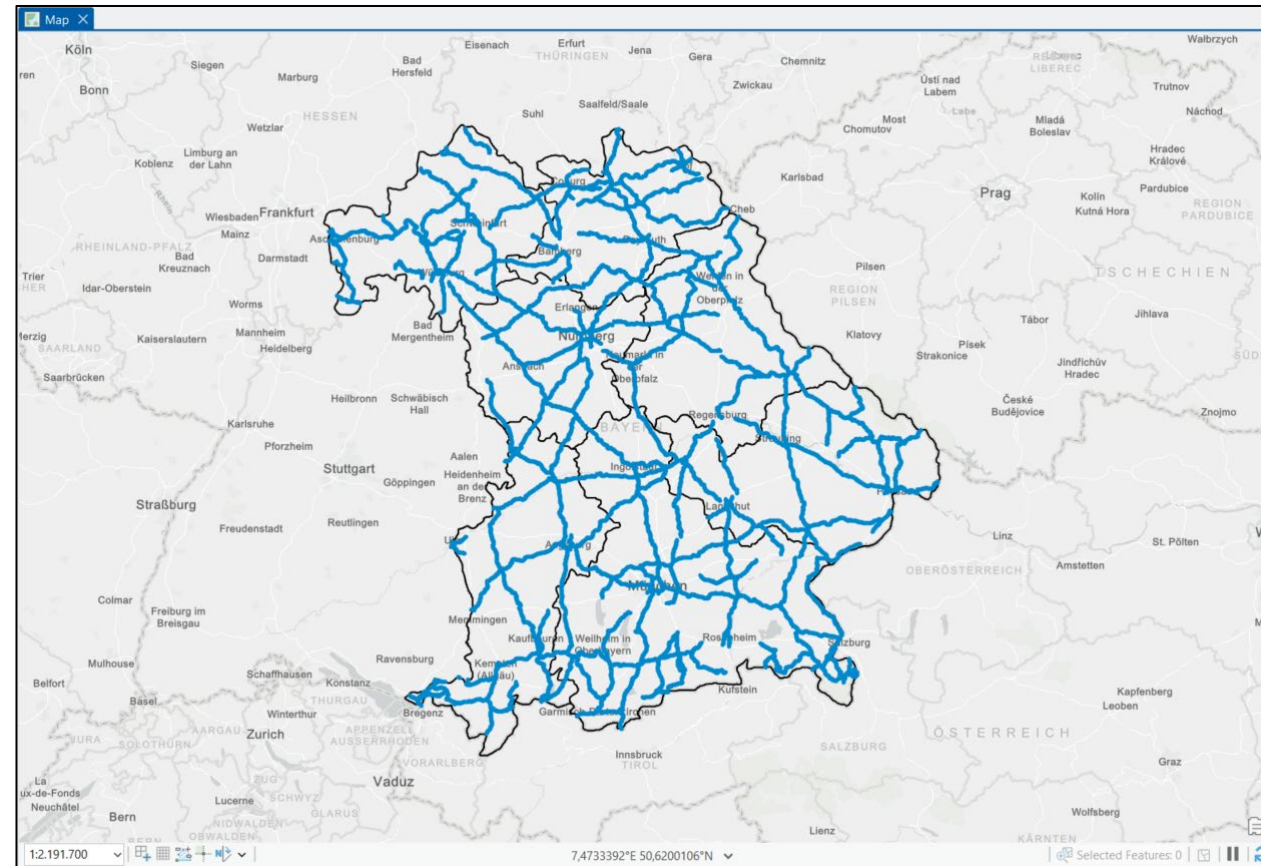 Map
Köln
Siegen
Bonn
Marburg
Bad
Hersfeld
Eisenach
Erfurt
THÜRINGEN
Jena
Gera
Chemnitz
Zwickau
Saalfeld/Saale
Suhl
HESSEN
Wetzlar
Limburg an
der Lahn
Koblenz
Rhein
Walbrzych
LIBEREC
Ústí nad
Labem
Labe
Trutnov
Náchod
Most
Chomutov
Mladá
Boleslav
Hradec
Králové
Karlsbad
Prag
Kolin
Kutná Hora
Pardubice
REGION
PARDUBICE
Cheb
Coburg
Wiesbaden
Frankfurt
Mainz
Aschaffenburg
Schweinfurt
RHEINLAND-PFALZ
Bad
Kreuznach
Darmstadt
Bamberg
Bayreuth
Würzburg
Trier
Idar-Oberstein
Worms
Weiden in
der
Oberpfalz
Pilsen
REGION
PILSEN
TSCHECHIEN
Erlangen
Nürnberg
Bad
Mergentheim
Mannheim
Heidelberg
Kaiserslautern
SAARLAND
Saarbrücken
Tábor
Jihlava
Klatovy
Písek
Strakonice
Jindřichův
Hradec
Ansbach
Neumarkt in
der
Oberpfalz
Heilbronn
Schwäbisch
Hall
České
Budějovice
Znojmo
Karlsruhe
Pforzheim
Regensburg
BAYERN
Straubing
Aalen
Stuttgart
Göppingen
Heidenheim
an der
Brenz
Ingolstadt
Straßburg
Freudenstadt
Reutlingen
Landshut
Passau
Linz
St. Pölten
Augsburg
OBERÖSTERREICH
Amstetten
München
Colmar
Freiburg im
Breisgau
Memmingen
Kaufbeuren
Weilheim in
Oberbayern
Rosenheim
Salzburg
Mulhouse
Ravensburg
Kempten
(Allgäu)
Belfort
Schaffhausen
Konstanz
Kufstein
Basel
THURGAU
Bregenz
Garmisch-Partenkirchen
Kapfenberg
Leoben
Winterthur
AARGAU
JURA
SOLOTHURN
Zurich
APPENZELL
AUSSERRHODEN
VORARLBERG
Innsbruck
TIROL
SALZBURG
ÖSTERREICH
Graz
La
ux-de-Fonds
Neuchâtel
ZUG
SCHWYZ
Vaduz
Lucerne
GLARUS
Bern
NIDWALDEN
OBWALDEN
Wolfsberg
Lienz
KÄRNTEN
1:2.191.700
7,4733392°E 50,6200106°N
Selected Features: 0